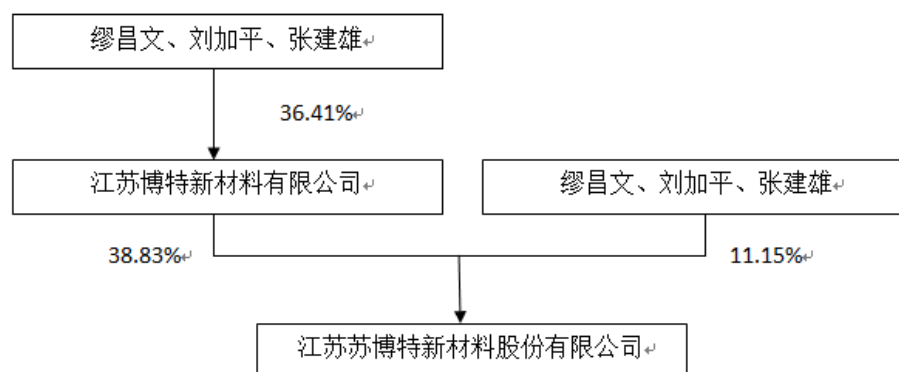 缪昌文、刘加平、张建雄↵
36.41%↵
江苏博特新材料有限公司↵
缪昌文、刘加平、张建雄↵
38.83%↵
11.15%↵
江苏苏博特新材料股份有限公司↵